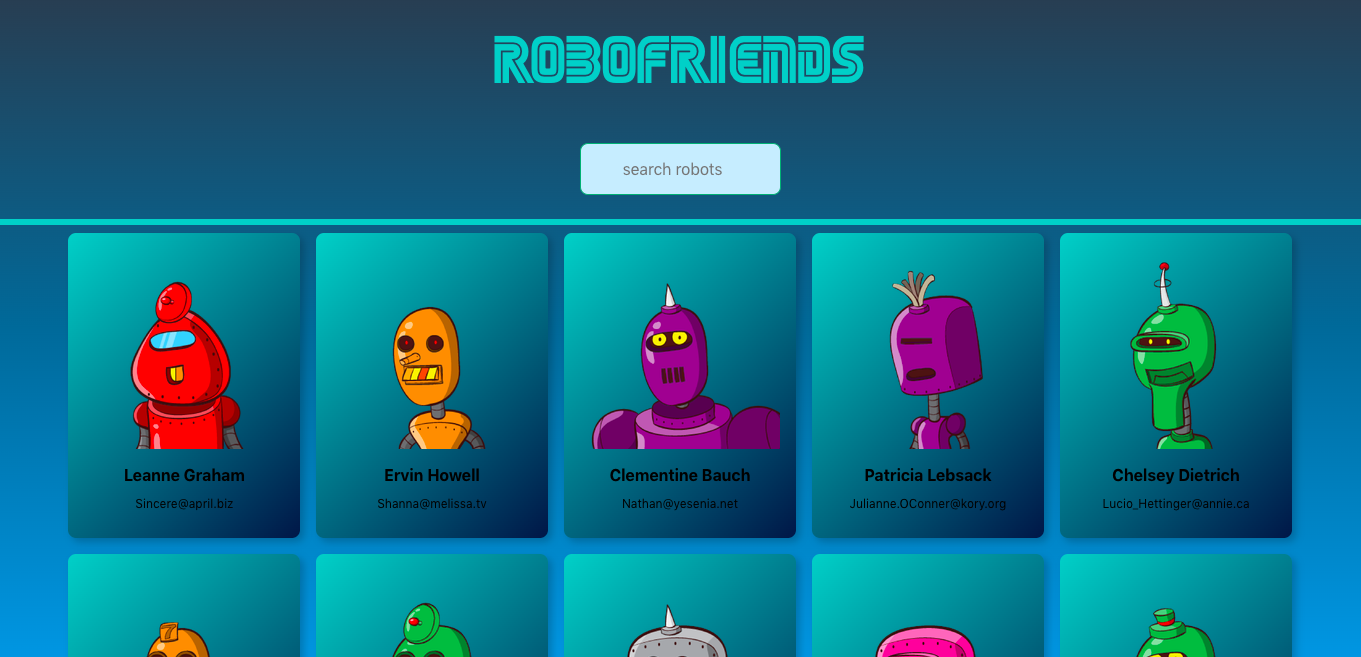 ROBOFRIENDS
search robots
Leanne Graham
Sincere@april.biz
Ervin Howell
Shanna@melissa.tv
Clementine Bauch
Nathan@yesenia.net
Patricia Lebsack
Julianne.OConner@kory.org
Chelsey Dietrich
Lucio_Hettinger@annie.ca
7